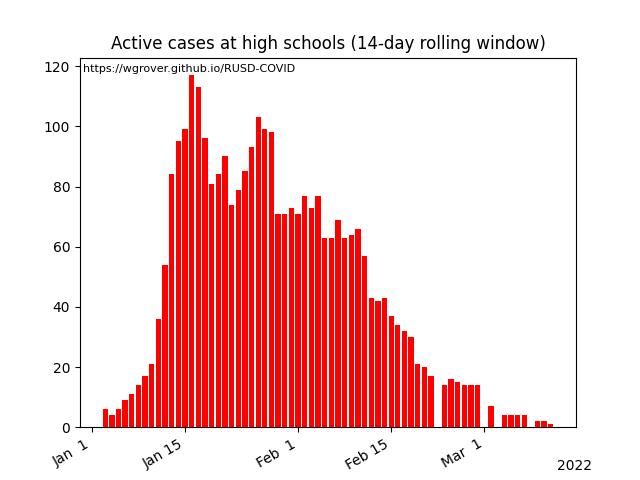 Active cases at high schools (14-day rolling window)
https://wgrover.github.io/RUSD-COVID
120
100
80
60
40
20
0
Jan 1
Jan 15
Feb 1
Feb 15
Mar 1
2022